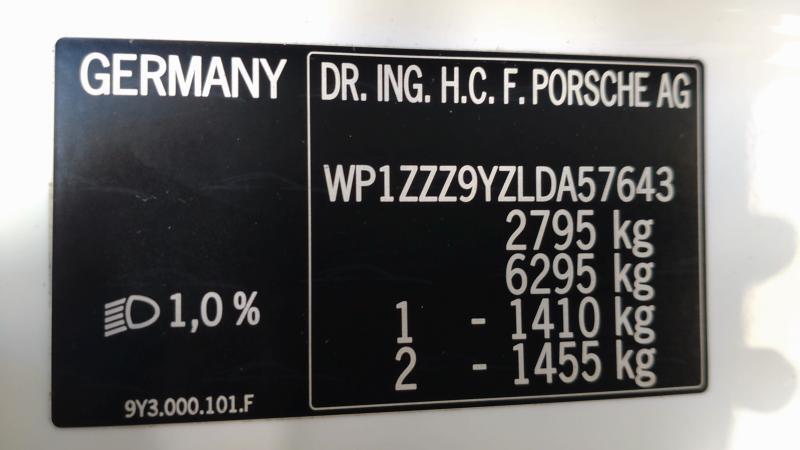 GERMANY
DR. ING. H.C. F. PORSCHE AG
WP1ZZZ9YZLDA57643
2795 kg
6295 kg
1 - 1410 kg
2 - 1455 kg
1,0 %
9Y3.000.101.F